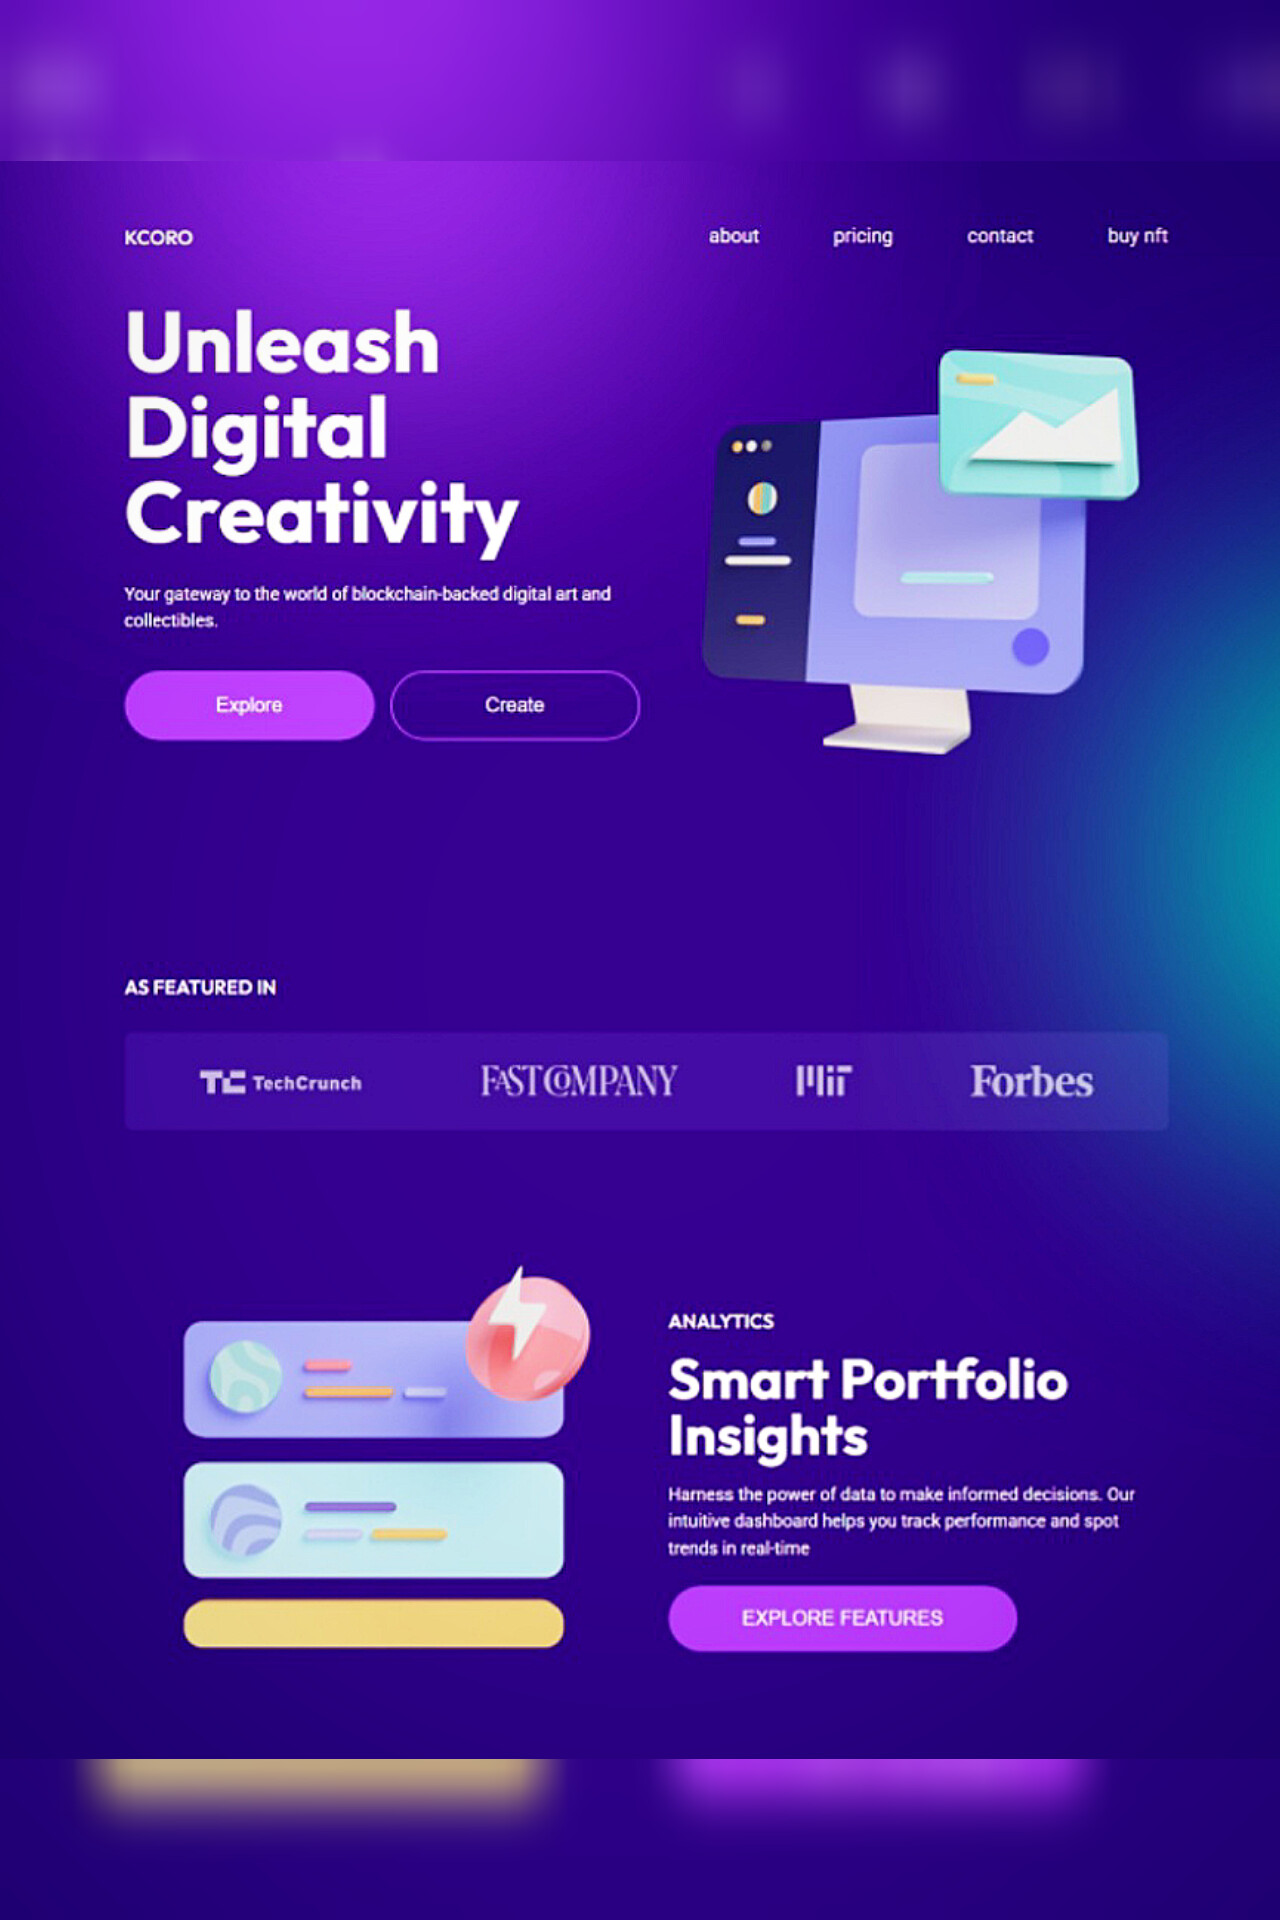 KCORO
about pricing contact buy nft
Unleash
Digital
Creativity
Your gateway to the world of blockchain-backed digital art and
collectibles.
Explore Create
AS FEATURED IN
TC TechCrunch FAST COMPANY MiT Forbes
ANALYTICS
Smart Portfolio
Insights
Harness the power of data to make informed decisions. Our
intuitive dashboard helps you track performance and spot
trends in real-time
EXPLORE FEATURES